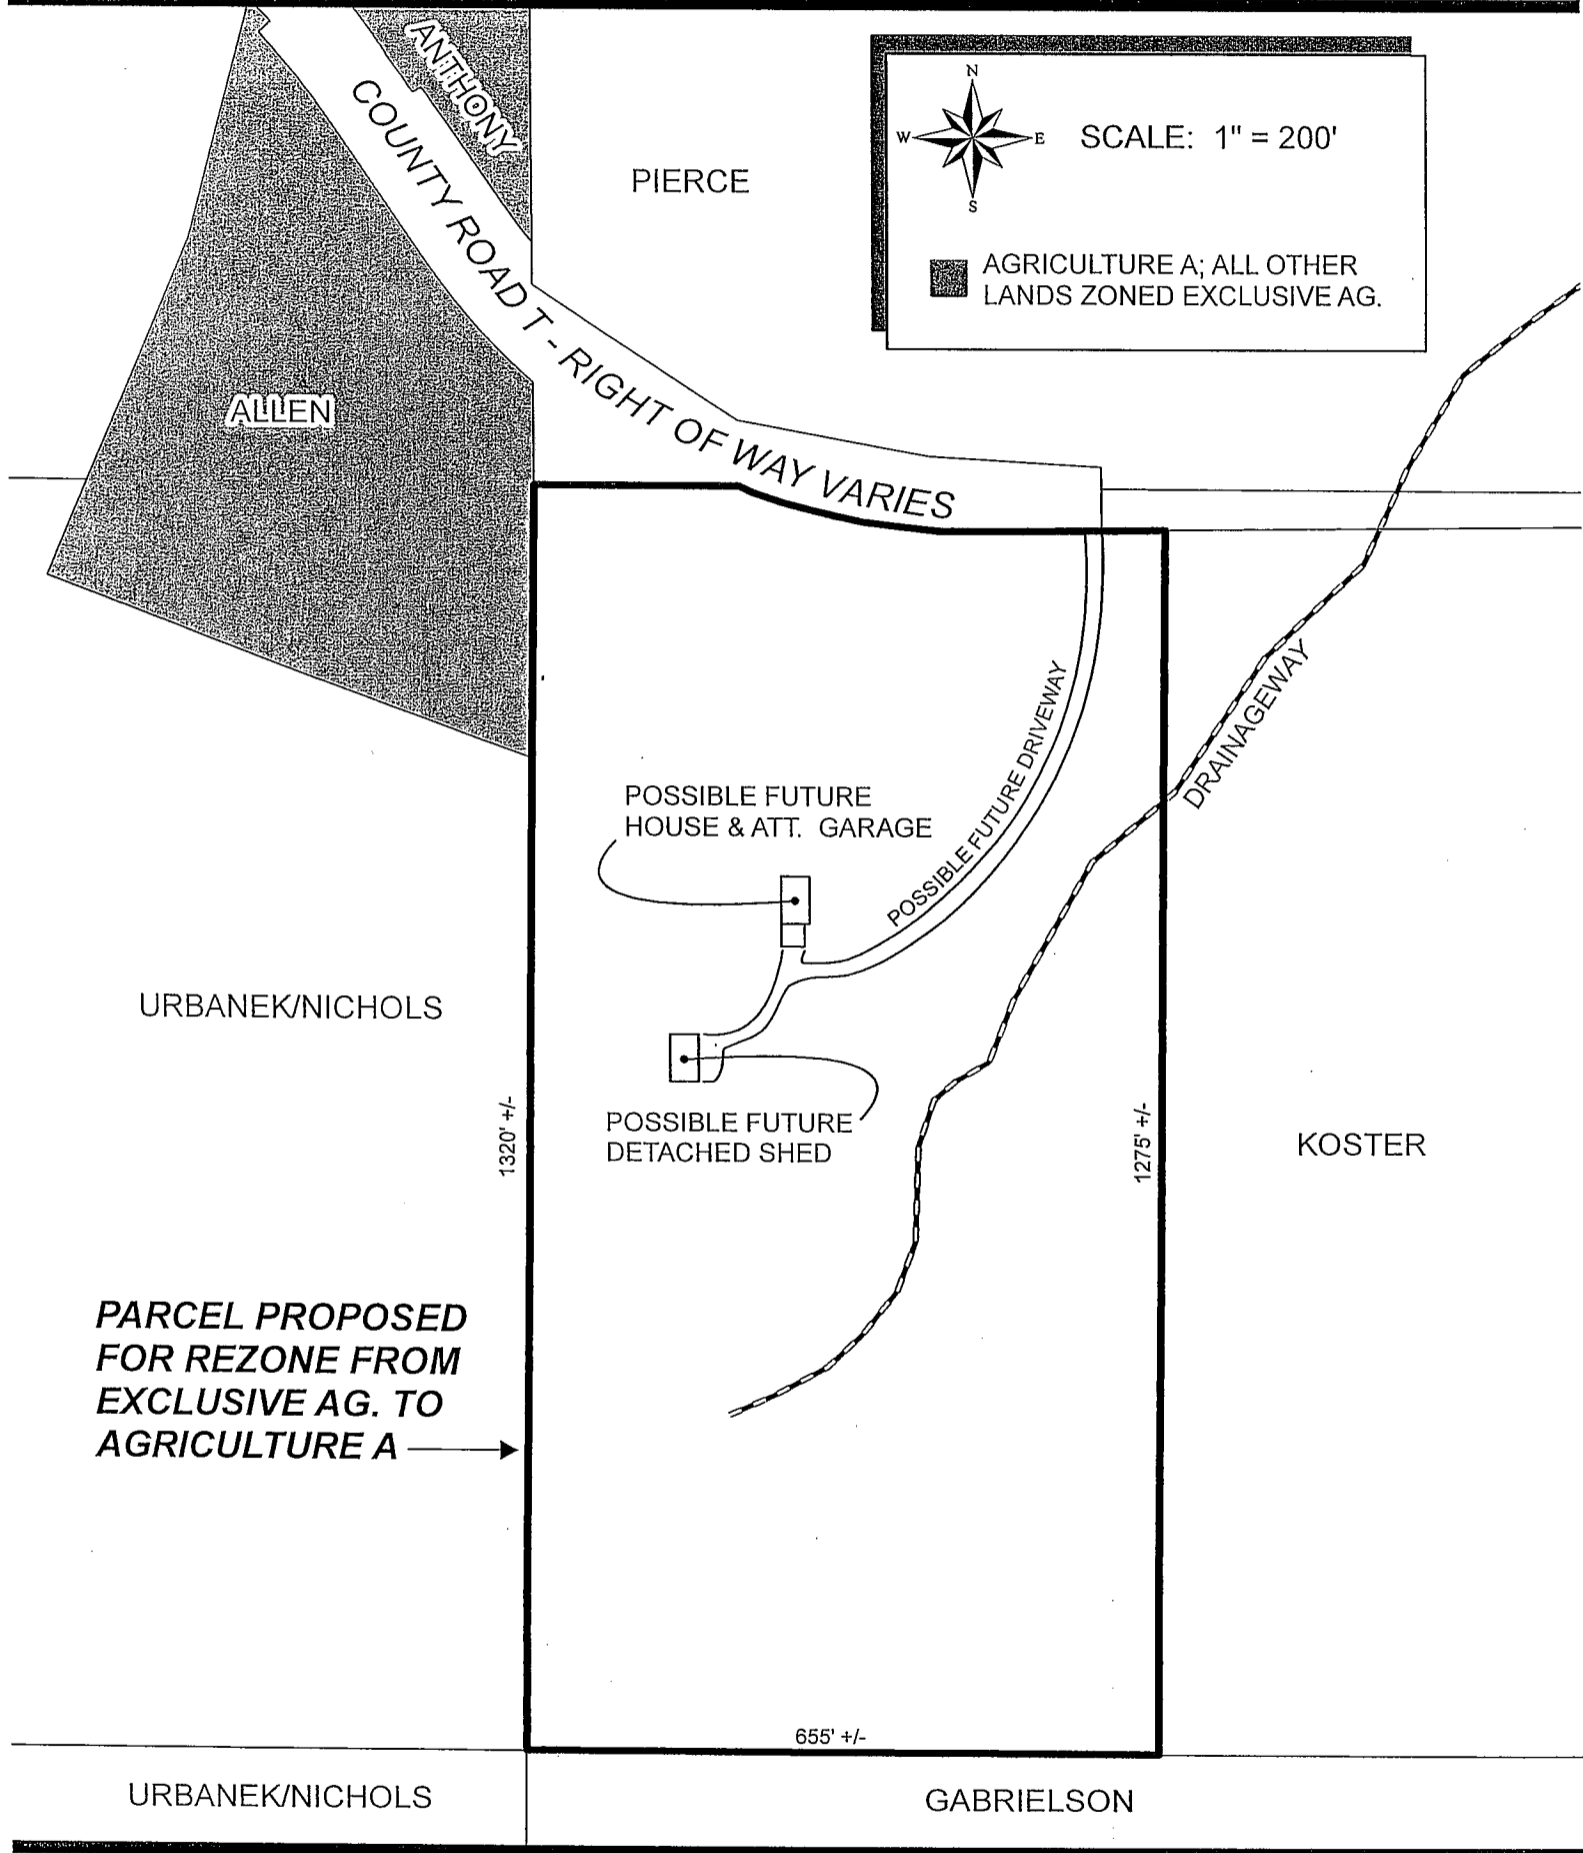 ANTHONY
COUNTY ROAD T - RIGHT OF WAY VARIES
PIERCE
N
W E
S
SCALE: 1" = 200'
AGRICULTURE A; ALL OTHER
LANDS ZONED EXCLUSIVE AG.
ALLEN
DRAINAGEWAY
POSSIBLE FUTURE DRIVEWAY
POSSIBLE FUTURE
HOUSE & ATT. GARAGE
URBANEK/NICHOLS
POSSIBLE FUTURE
DETACHED SHED
1320' +/-
1275' +/-
KOSTER
PARCEL PROPOSED
FOR REZONE FROM
EXCLUSIVE AG. TO
AGRICULTURE A
655' +/-
URBANEK/NICHOLS
GABRIELSON